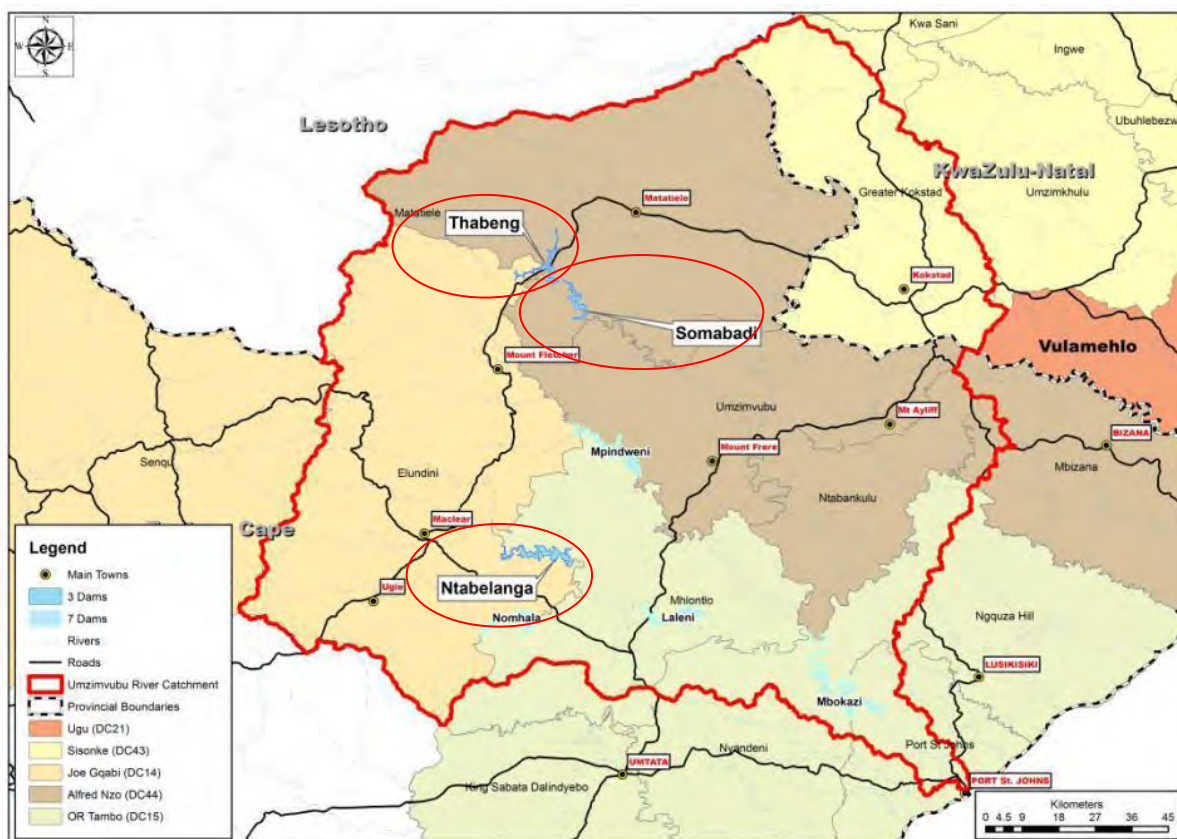 N
W
E
S
Kwa Sani
Ingwe
Lesotho
Ubuhlebezw
KwaZulu-Natal
Greater Kokstad
Umzimkhulu
Matatiele
Matatiele
Thabeng
Kokstad
Somabadi
Vulamehlo
Mount Fletcher
Umzimvubu
Mt Ayliff
BIZANA
Mpindweni
Mount Frere
Mbizana
Senqu
Elundini
Ntabankulu
Cape
Maclear
Ntabelanga
Ugie
Nomhala
Mhlontlo
Laleni
Ngquza Hill
LUSIKISIKI
Mbokazi
Port St Johns
Nyandeni
UMTATA
King Sabata Dalindyebo
PORT St. JOHNS
Legend
Main Towns
3 Dams
7 Dams
Rivers
Roads
Umzimvubu River Catchment
Provincial Boundaries
Ugu (DC21)
Sisonke (DC43)
Joe Gqabi (DC14)
Alfred Nzo (DC44)
OR Tambo (DC15)
Kilometers
0 4.5 9 18 27 36 45